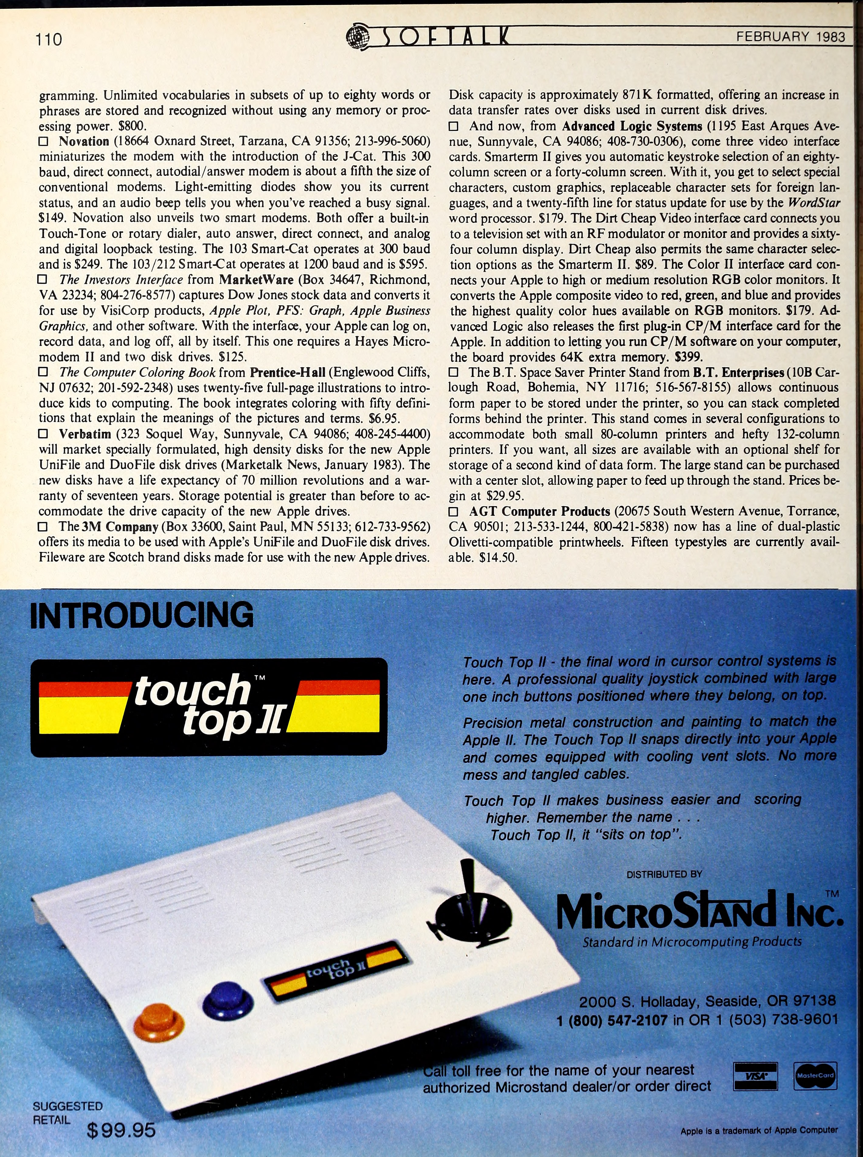 110
SOFTALK
FEBRUARY 1983
gramming. Unlimited vocabularies in subsets of up to eighty words or
phrases are stored and recognized without using any memory or proc-
essing power. $800.
☐ Novation (18664 Oxnard Street, Tarzana, CA 91356; 213-996-5060)
miniaturizes the modem with the introduction of the J-Cat. This 300
baud, direct connect, autodial/answer modem is about a fifth the size of
conventional modems. Light-emitting diodes show you its current
status, and an audio beep tells you when you've reached a busy signal.
$149. Novation also unveils two smart modems. Both offer a built-in
Touch-Tone or rotary dialer, auto answer, direct connect, and analog
and digital loopback testing. The 103 Smart-Cat operates at 300 baud
and is $249. The 103/212 Smart-Cat operates at 1200 baud and is $595.
☐ The Investors Interface from MarketWare (Box 34647, Richmond,
VA 23234; 804-276-8577) captures Dow Jones stock data and converts it
for use by VisiCorp products, Apple Plot, PFS: Graph, Apple Business
Graphics, and other software. With the interface, your Apple can log on,
record data, and log off, all by itself. This one requires a Hayes Micro-
modem II and two disk drives. $125.
☐ The Computer Coloring Book from Prentice-Hall (Englewood Cliffs,
NJ 07632; 201-592-2348) uses twenty-five full-page illustrations to intro-
duce kids to computing. The book integrates coloring with fifty defini-
tions that explain the meanings of the pictures and terms. $6.95.
☐ Verbatim (323 Soquel Way, Sunnyvale, CA 94086; 408-245-4400)
will market specially formulated, high density disks for the new Apple
UniFile and DuoFile disk drives (Marketalk News, January 1983). The
new disks have a life expectancy of 70 million revolutions and a war-
ranty of seventeen years. Storage potential is greater than before to ac-
commodate the drive capacity of the new Apple drives.
☐ The 3M Company (Box 33600, Saint Paul, MN 55133; 612-733-9562)
offers its media to be used with Apple's UniFile and DuoFile disk drives.
Fileware are Scotch brand disks made for use with the new Apple drives.
Disk capacity is approximately 871K formatted, offering an increase in
data transfer rates over disks used in current disk drives.
☐ And now, from Advanced Logic Systems (1195 East Arques Ave-
nue, Sunnyvale, CA 94086; 408-730-0306), come three video interface
cards. Smarterm II gives you automatic keystroke selection of an eighty-
column screen or a forty-column screen. With it, you get to select special
characters, custom graphics, replaceable character sets for foreign lan-
guages, and a twenty-fifth line for status update for use by the WordStar
word processor. $179. The Dirt Cheap Video interface card connects you
to a television set with an RF modulator or monitor and provides a sixty-
four column display. Dirt Cheap also permits the same character selec-
tion options as the Smarterm II. $89. The Color II interface card con-
nects your Apple to high or medium resolution RGB color monitors. It
converts the Apple composite video to red, green, and blue and provides
the highest quality color hues available on RGB monitors. $179. Ad-
vanced Logic also releases the first plug-in CP/M interface card for the
Apple. In addition to letting you run CP/M software on your computer,
the board provides 64K extra memory. $399.
☐ The B.T. Space Saver Printer Stand from B.T. Enterprises (10B Car-
lough Road, Bohemia, NY 11716; 516-567-8155) allows continuous
form paper to be stored under the printer, so you can stack completed
forms behind the printer. This stand comes in several configurations to
accommodate both small 80-column printers and hefty 132-column
printers. If you want, all sizes are available with an optional shelf for
storage of a second kind of data form. The large stand can be purchased
with a center slot, allowing paper to feed up through the stand. Prices be-
gin at $29.95.
☐ AGT Computer Products (20675 South Western Avenue, Torrance,
CA 90501; 213-533-1244, 800-421-5838) now has a line of dual-plastic
Olivetti-compatible printwheels. Fifteen typestyles are currently avail-
able. $14.50.
INTRODUCING
touch™
top II
Touch Top II - the final word in cursor control systems is
here. A professional quality joystick combined with large
one inch buttons positioned where they belong, on top.
Precision metal construction and painting to match the
Apple II. The Touch Top II snaps directly into your Apple
and comes equipped with cooling vent slots. No more
mess and tangled cables.
Touch Top II makes business easier and scoring
higher. Remember the name . . .
Touch Top II, it "sits on top".
DISTRIBUTED BY
MICROSTANd INC.™
Standard in Microcomputing Products
touch
top II
2000 S. Holladay, Seaside, OR 97138
1 (800) 547-2107 in OR 1 (503) 738-9601
Call toll free for the name of your nearest
authorized Microstand dealer/or order direct
VISA
MasterCard
SUGGESTED
RETAIL
$99.95
Apple is a trademark of Apple Computer